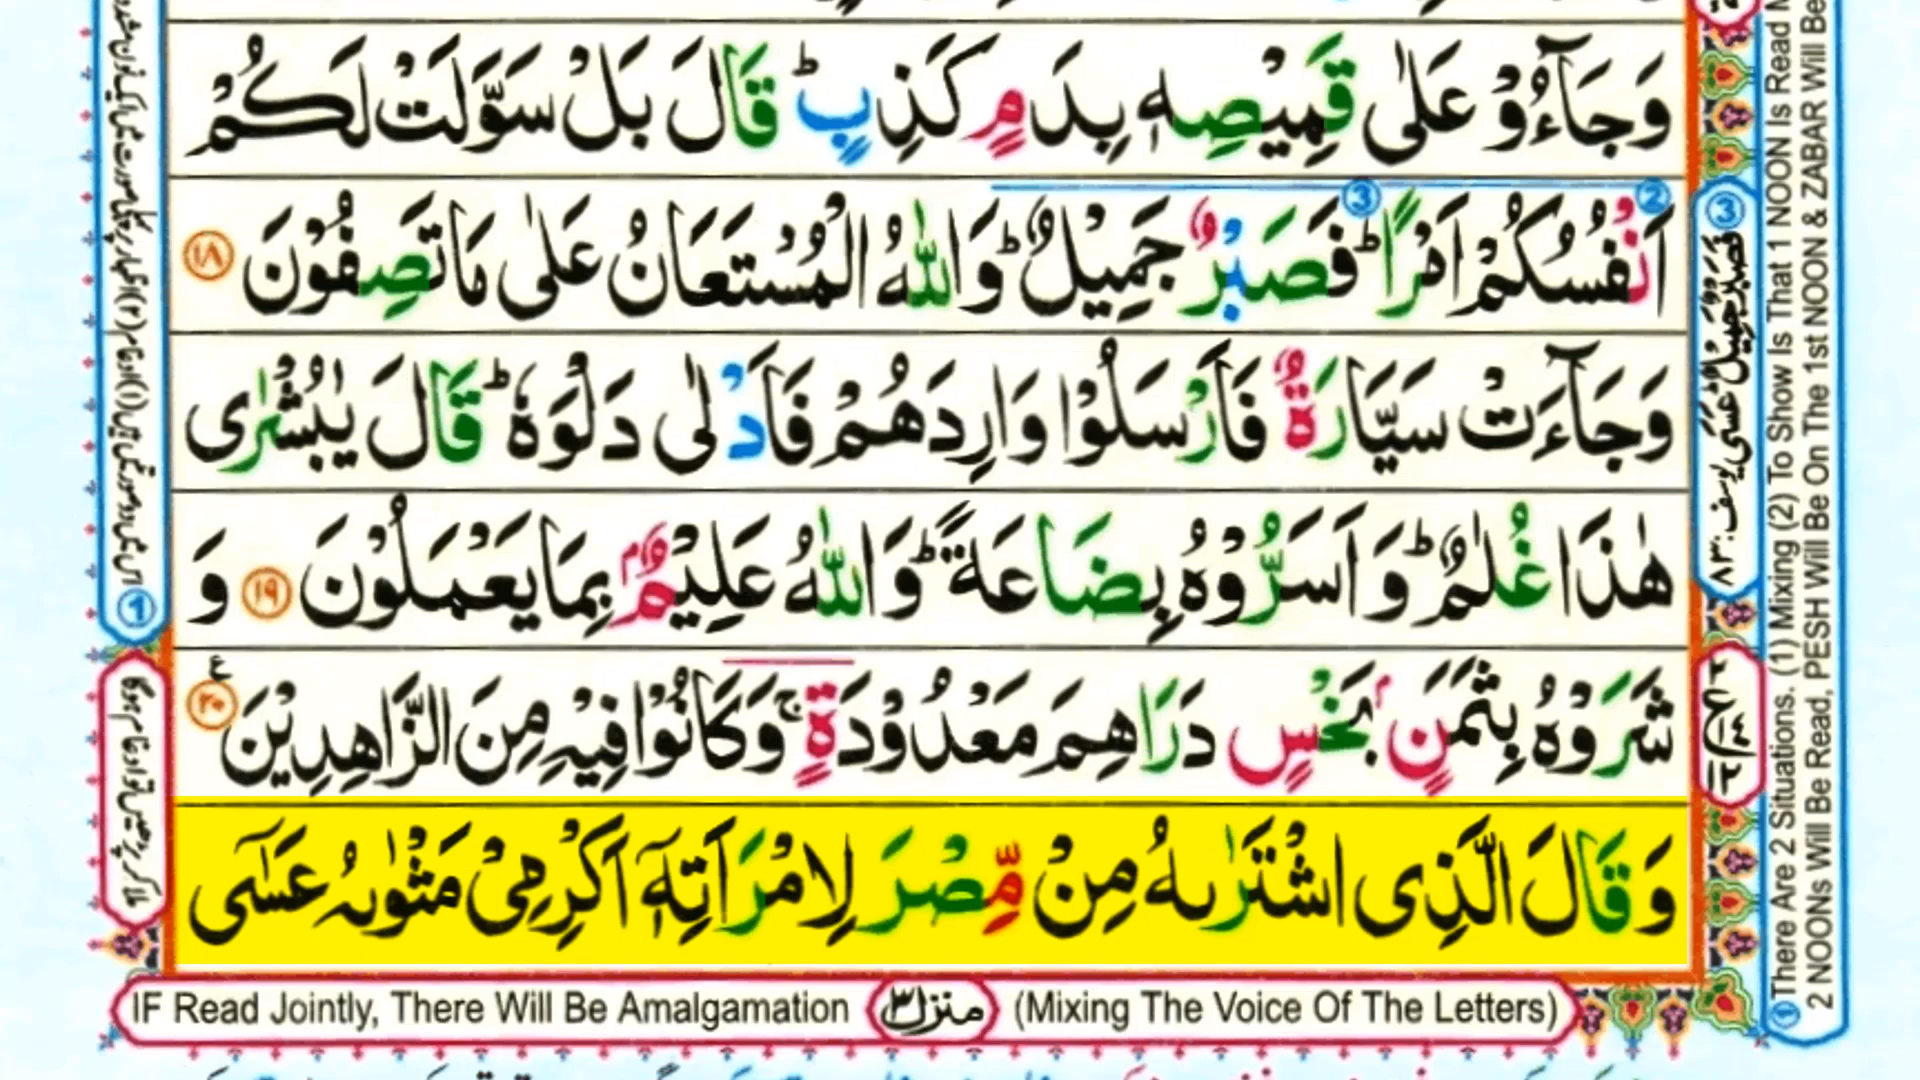 وَجَآءُوْ عَلٰى قَمِيْصِهٖ بِدَمٍ كَذِبٍ ؕ قَالَ بَلْ سَوَّلَتْ لَكُمْ
اَنْفُسُكُمْ اَمْرًا ؕ فَصَبْرٌ جَمِيْلٌ ؕ وَاللّٰهُ الْمُسْتَعَانُ عَلٰى مَا تَصِفُوْنَ ١٨
وَجَآءَتْ سَيَّارَةٌ فَاَرْسَلُوْا وَارِدَهُمْ فَاَدْلٰى دَلْوَهٗ ؕ قَالَ يٰبُشْرٰى
هٰذَا غُلٰمٌ ؕ وَاَسَرُّوْهُ بِضَاعَةً ؕ وَاللّٰهُ عَلِيْمٌۢ بِمَا يَعْمَلُوْنَ ١٩ وَ
شَرَوْهُ بِثَمَنٍۢ بَخْسٍ دَرَاهِمَ مَعْدُوْدَةٍ ۚ وَكَانُوْا فِيْهِ مِنَ الزَّاهِدِيْنَ ٢٠
وَقَالَ الَّذِى اشْتَرٰىهُ مِنْ مِّصْرَ لِامْرَاَتِهٖٓ اَكْرِمِىْ مَثْوٰىهُ عَسٰٓى
IF Read Jointly, There Will Be Amalgamation منزل ٣ (Mixing The Voice Of The Letters)
① There Are 2 Situations. (1) Mixing (2) To Show Is That 1 NOON Is Read
2 NOONs Will Be Read, PESH Will Be On The 1st NOON & ZABAR Will Be